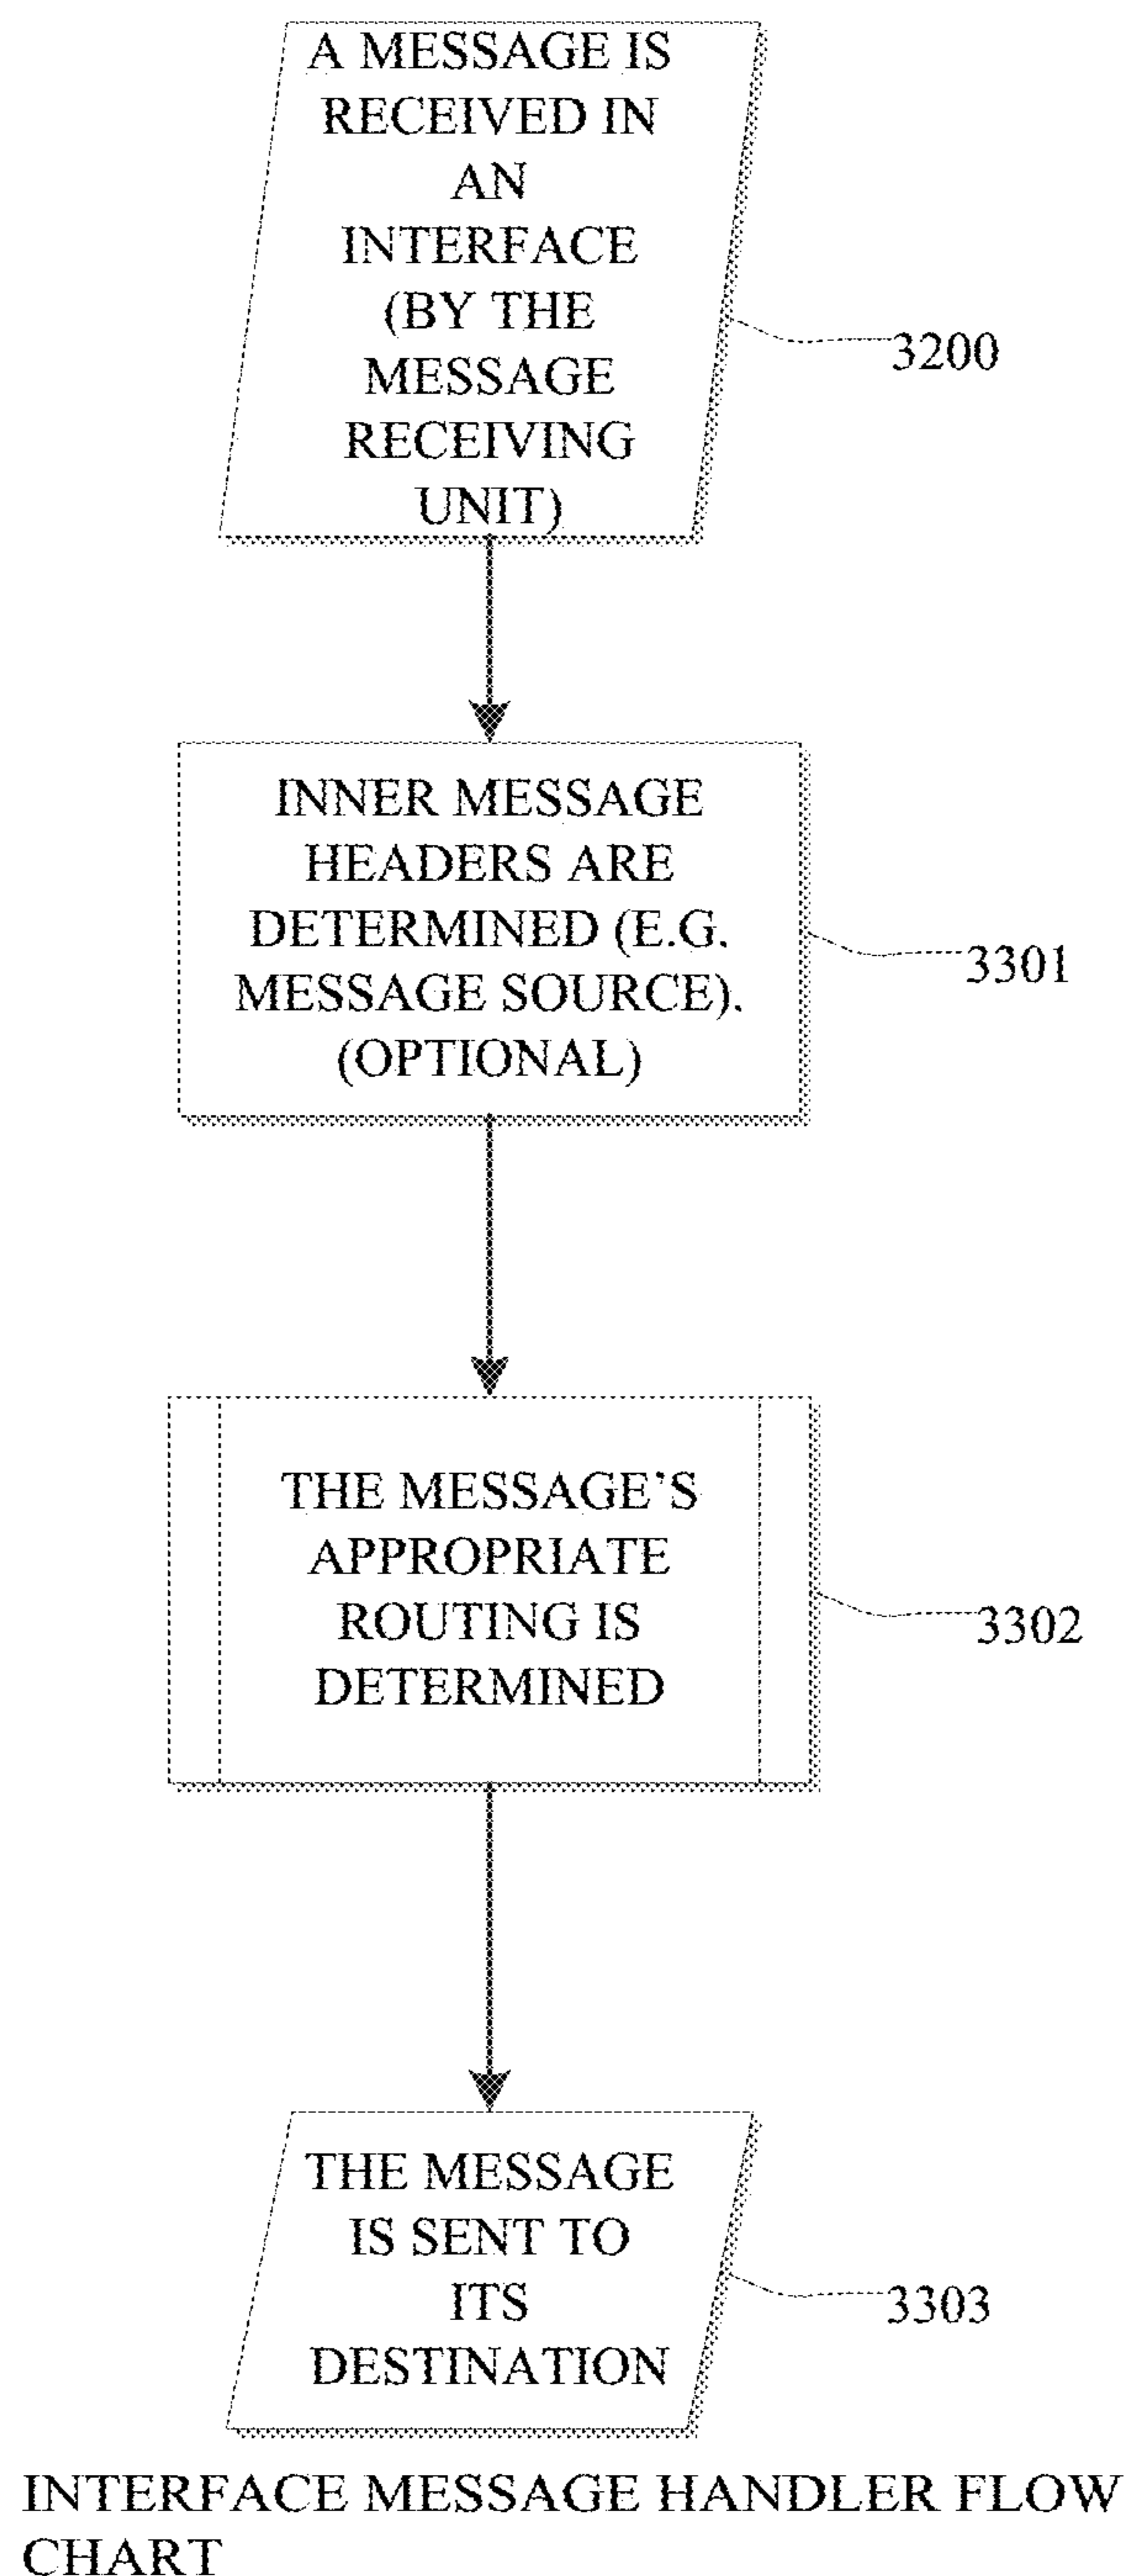 A MESSAGE IS
RECEIVED IN
AN
INTERFACE
(BY THE
MESSAGE
RECEIVING
UNIT)
3200
INNER MESSAGE
HEADERS ARE
DETERMINED (E.G.
MESSAGE SOURCE).
(OPTIONAL)
3301
THE MESSAGE’S
APPROPRIATE
ROUTING IS
DETERMINED
3302
THE MESSAGE
IS SENT TO
ITS
DESTINATION
3303
INTERFACE MESSAGE HANDLER FLOW
CHART